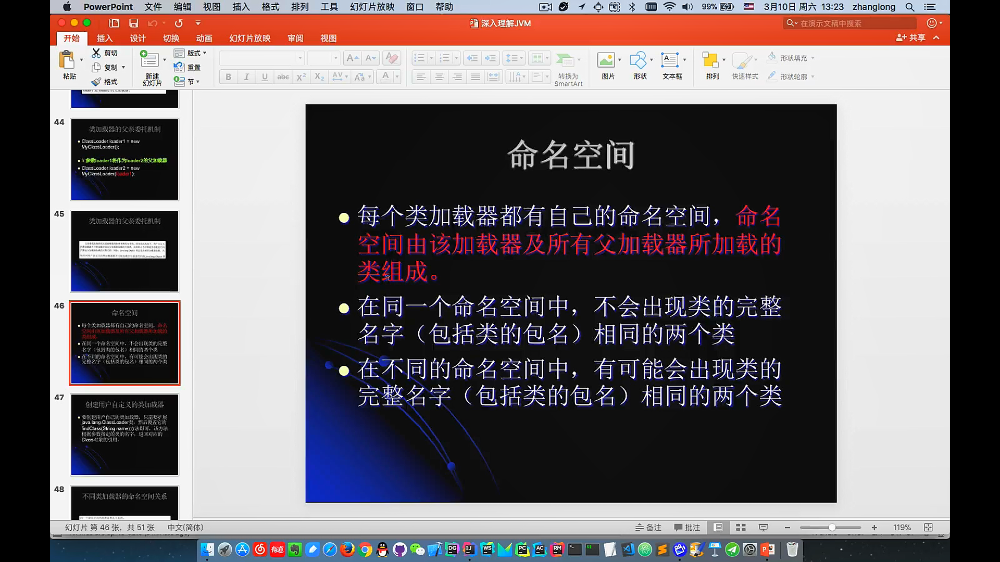 PowerPoint 文件 编辑 视图 插入 格式 排列 工具 幻灯片放映 窗口 帮助 99% 3月10日 周六 13:23 zhanglong
深入理解JVM 在演示文稿中搜索
开始 插入 设计 切换 动画 幻灯片放映 审阅 视图 共享
粘贴 剪切 复制 格式 新建 幻灯片 版式 重置 节
B I U abc X² X₂ AV Aa A
转换为 SmartArt 图片 形状 文本框 排列 快速样式 形状填充 形状轮廓
44
类加载器的父亲委托机制
ClassLoader loader1 = new
MyClassLoader();
// 参数loader1将作为loader2的父加载器
ClassLoader loader2 = new
MyClassLoader(loader1);
45
类加载器的父亲委托机制
46
命名空间
每个类加载器都有自己的命名空间，命名
空间由该加载器及所有父加载器所加载的
类组成。
在同一个命名空间中，不会出现类的完整
名字（包括类的包名）相同的两个类
在不同的命名空间中，有可能会出现类的
完整名字（包括类的包名）相同的两个类
47
创建用户自定义的类加载器
要创建用户自己的类加载器，只需要扩展
java.lang.ClassLoader类，然后覆盖它的
findClass(String name)方法即可，该方法
根据参数指定的类的名字，返回对应的
Class对象的引用。
48
不同类加载器的命名空间关系
命名空间
每个类加载器都有自己的命名空间，命名
空间由该加载器及所有父加载器所加载的
类组成。
在同一个命名空间中，不会出现类的完整
名字（包括类的包名）相同的两个类
在不同的命名空间中，有可能会出现类的
完整名字（包括类的包名）相同的两个类
幻灯片 第 46 张，共 51 张 中文(简体) 备注 批注 119%
有道 DG IJ WS PC AC RM